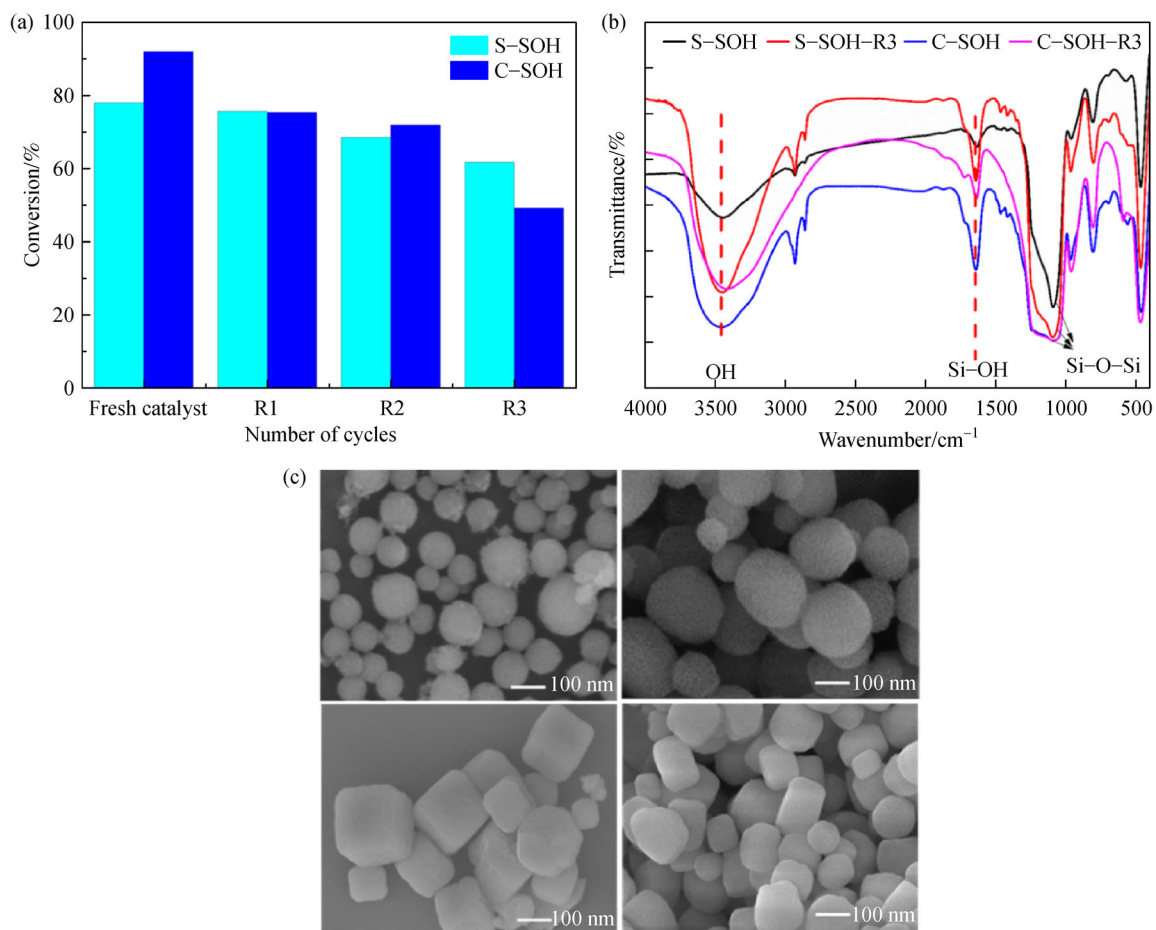 (a)
100
80
60
40
20
0
Conversion/%
S–SOH
C–SOH
Fresh catalyst R1 R2 R3
Number of cycles
(b)
S–SOH S–SOH–R3 C–SOH C–SOH–R3
Transmittance/%
OH
Si–OH
Si–O–Si
4000 3500 3000 2500 2000 1500 1000 500
Wavenumber/cm⁻¹
(c)
100 nm
100 nm
100 nm
100 nm